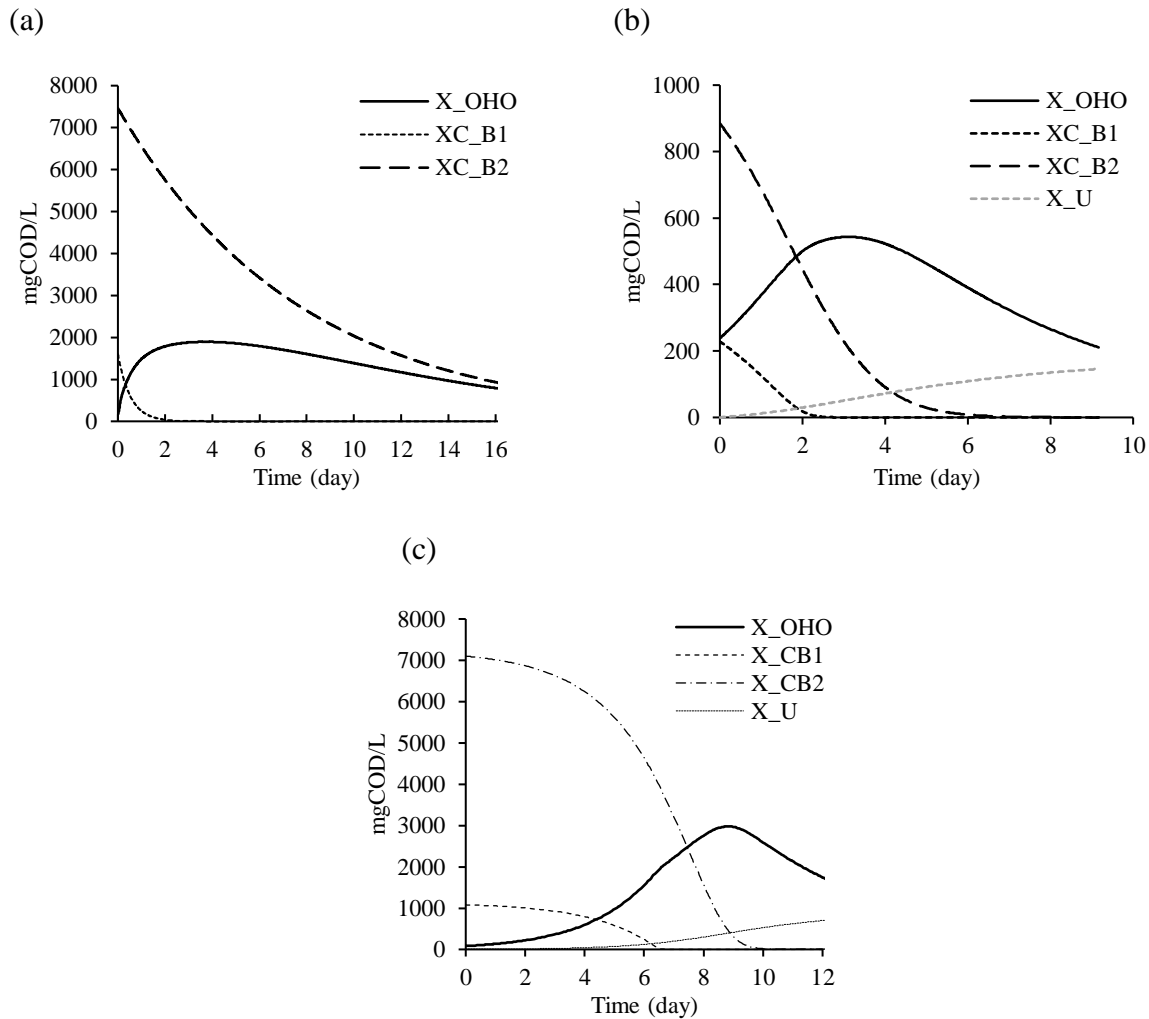 (a)
8000
7000
6000
5000
4000
3000
2000
1000
0
mgCOD/L
0 2 4 6 8 10 12 14 16
Time (day)
X_OHO
XC_B1
XC_B2
(b)
1000
800
600
400
200
0
mgCOD/L
0 2 4 6 8 10
Time (day)
X_OHO
XC_B1
XC_B2
X_U
(c)
8000
7000
6000
5000
4000
3000
2000
1000
0
mgCOD/L
0 2 4 6 8 10 12
Time (day)
X_OHO
X_CB1
X_CB2
X_U